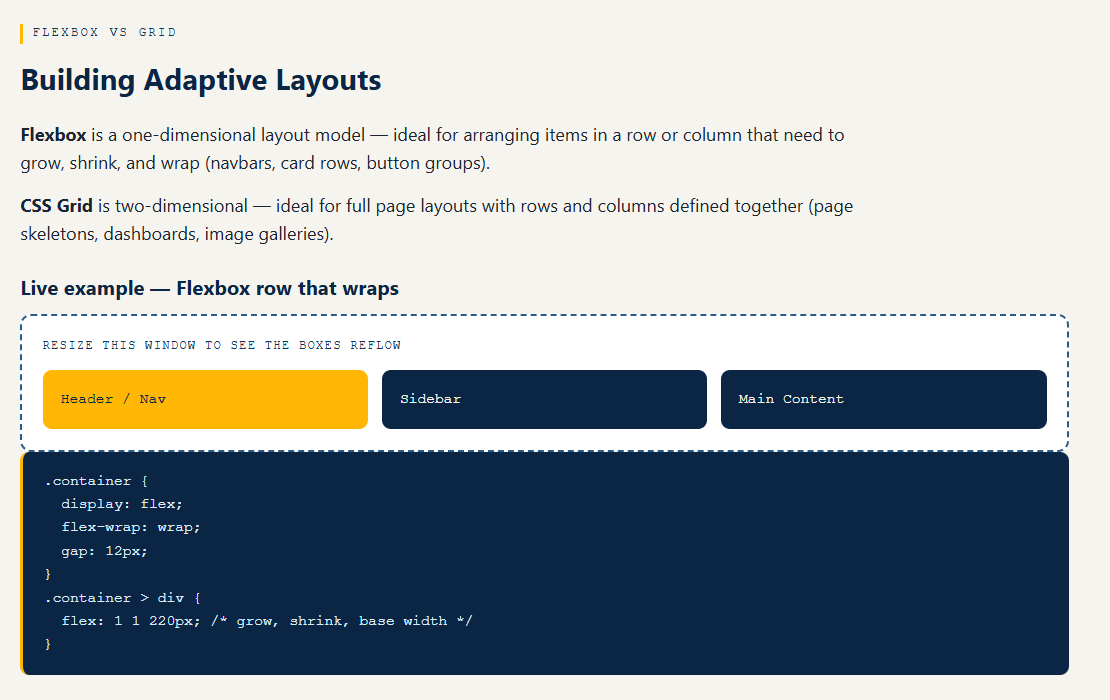 FLEXBOX VS GRID
Building Adaptive Layouts
Flexbox is a one-dimensional layout model — ideal for arranging items in a row or column that need to
grow, shrink, and wrap (navbars, card rows, button groups).
CSS Grid is two-dimensional — ideal for full page layouts with rows and columns defined together (page
skeletons, dashboards, image galleries).
Live example — Flexbox row that wraps
RESIZE THIS WINDOW TO SEE THE BOXES REFLOW
Header / Nav
Sidebar
Main Content
.container {
  display: flex;
  flex-wrap: wrap;
  gap: 12px;
}
.container > div {
  flex: 1 1 220px; /* grow, shrink, base width */
}